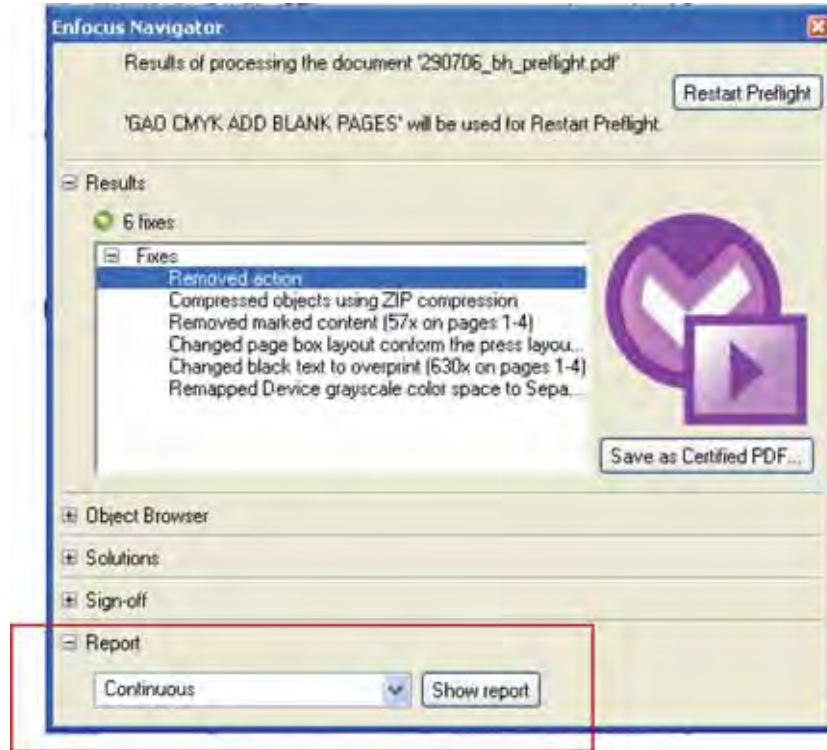 Enfocus Navigator
Results of processing the document '290706_bh_preflight.pdf'
Restart Preflight
'GAO CMYK ADD BLANK PAGES' will be used for Restart Preflight.
Results
6 fixes
Fixes
Removed action
Compressed objects using ZIP compression
Removed marked content (57x on pages 1-4)
Changed page box layout conform the press layou...
Changed black text to overprint (630x on pages 1-4)
Remapped Device grayscale color space to Sepa...
Save as Certified PDF...
Object Browser
Solutions
Sign-off
Report
Continuous
Show report